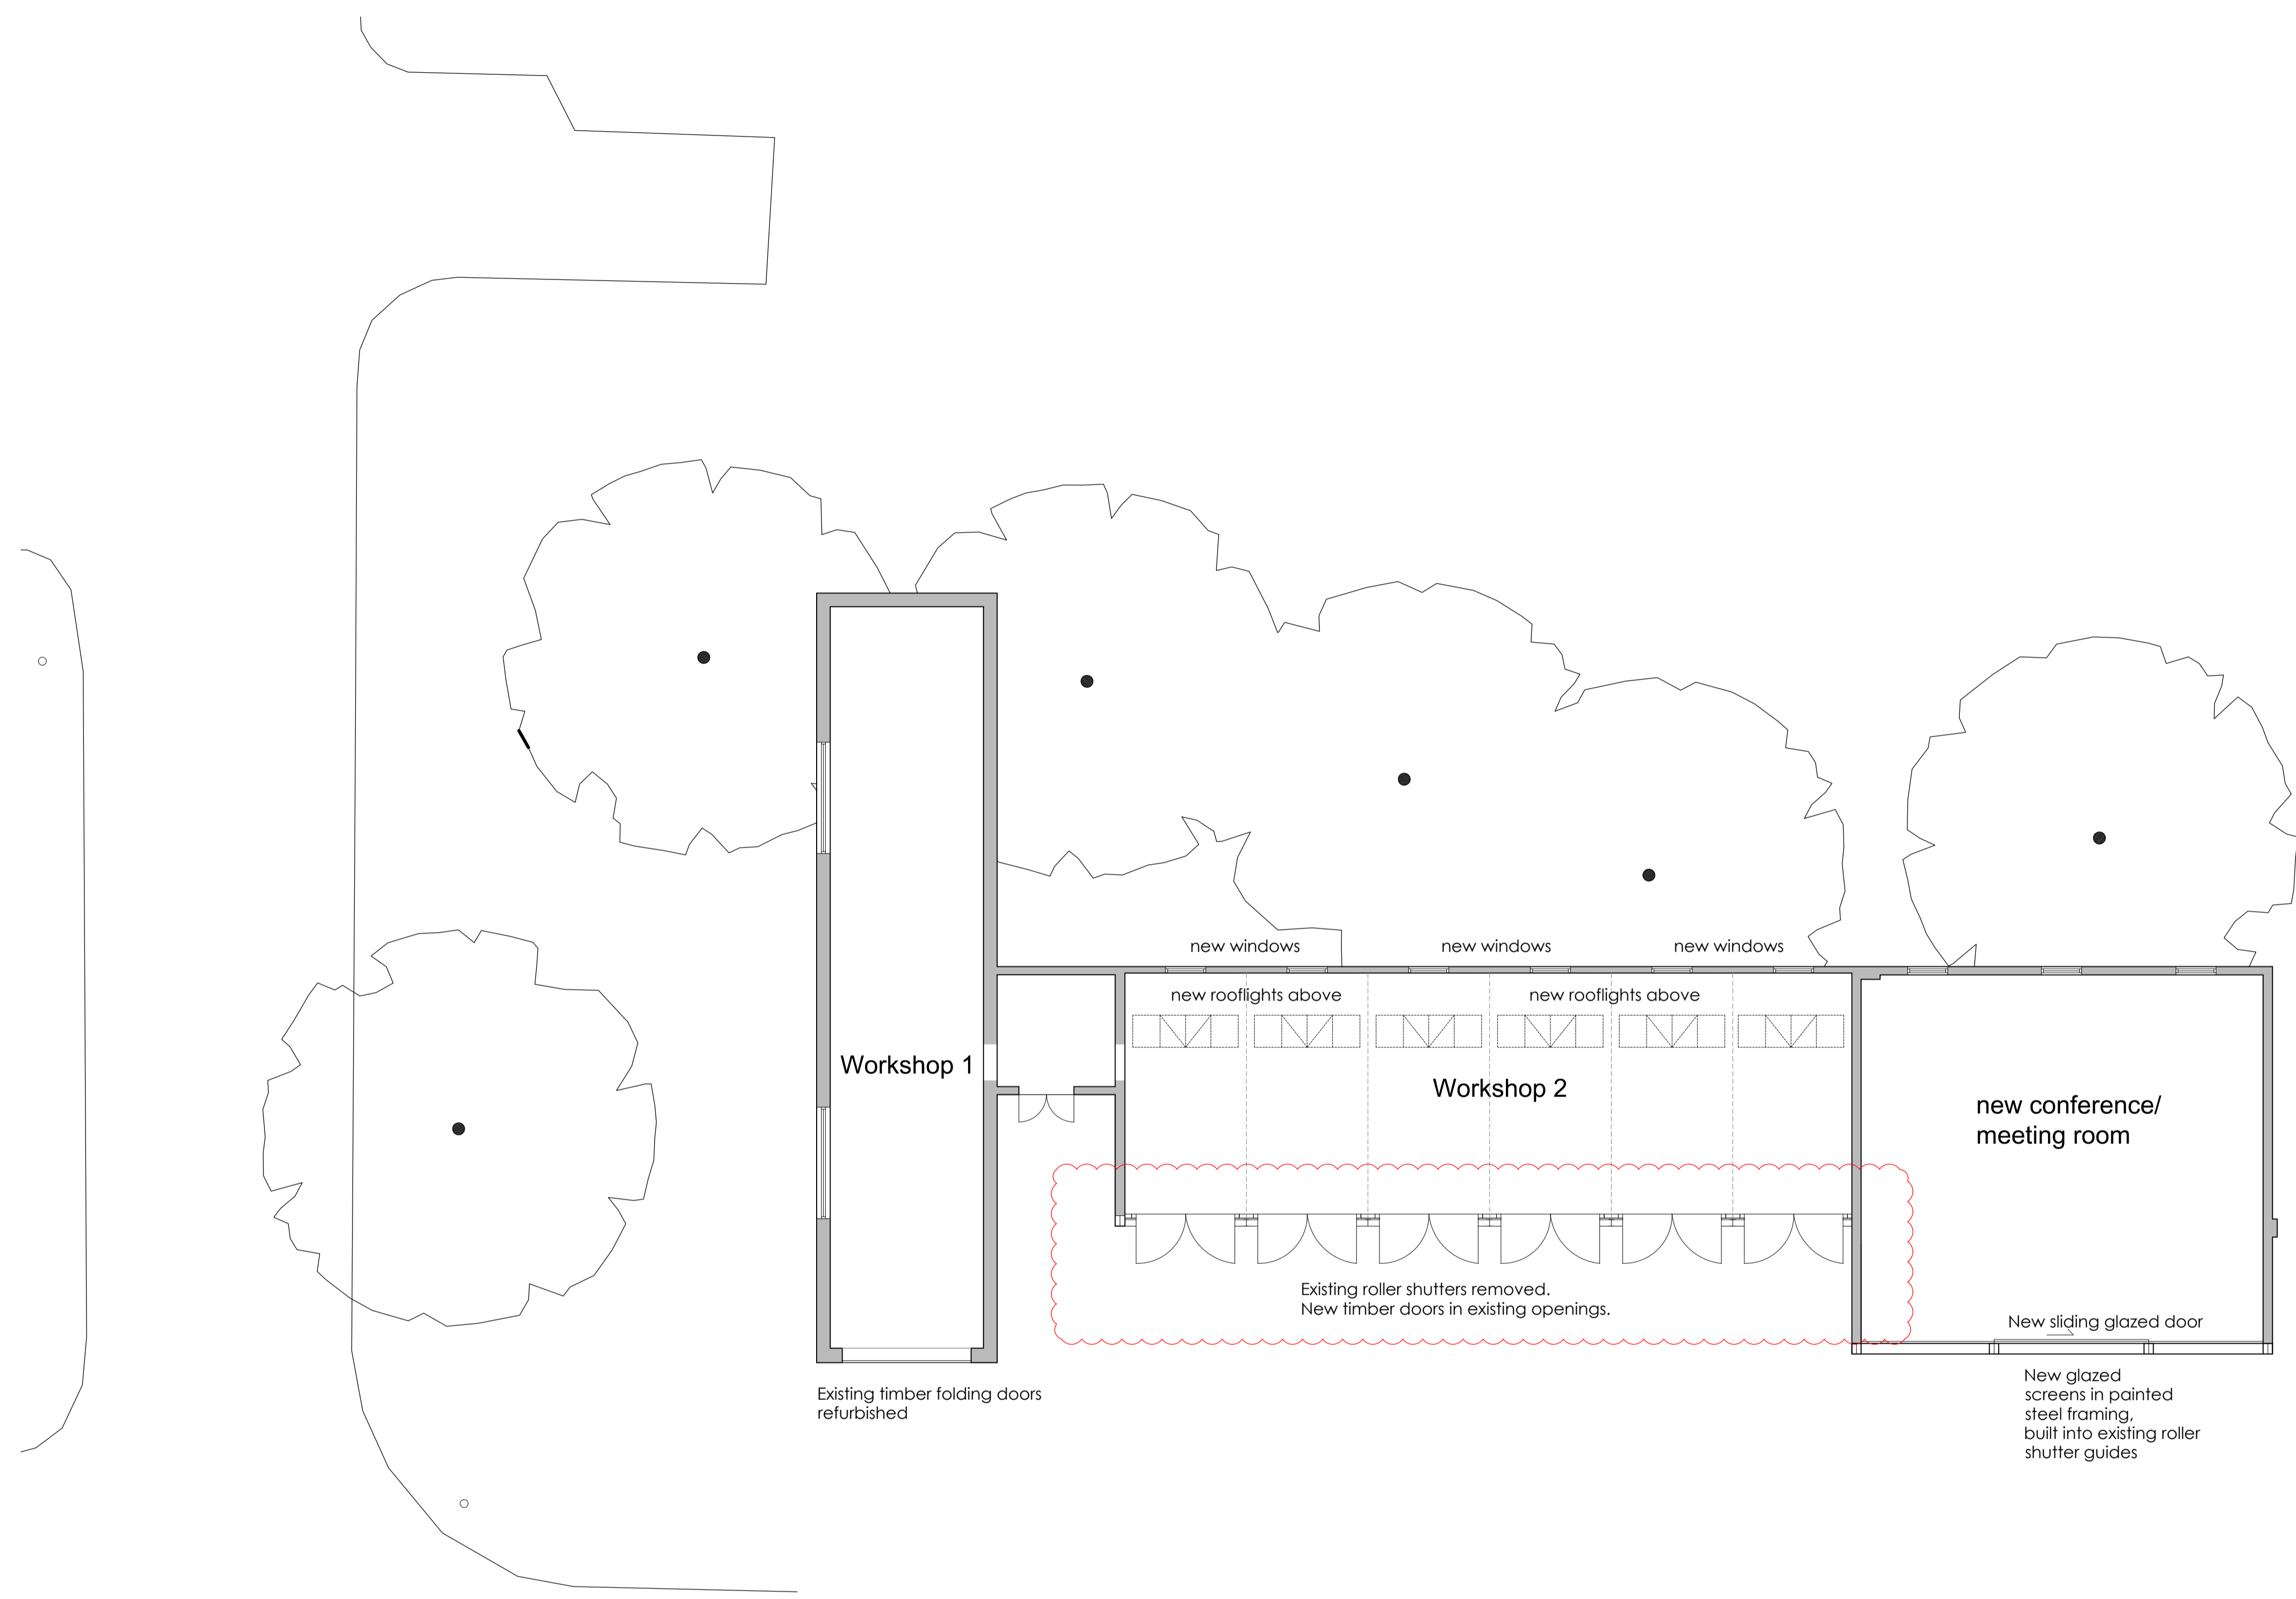 new windows
new windows
new windows
new rooflights above
new rooflights above
Workshop 1
Workshop 2
new conference/
meeting room
Existing roller shutters removed.
New timber doors in existing openings.
New sliding glazed door
Existing timber folding doors
refurbished
New glazed
screens in painted
steel framing,
built into existing roller
shutter guides